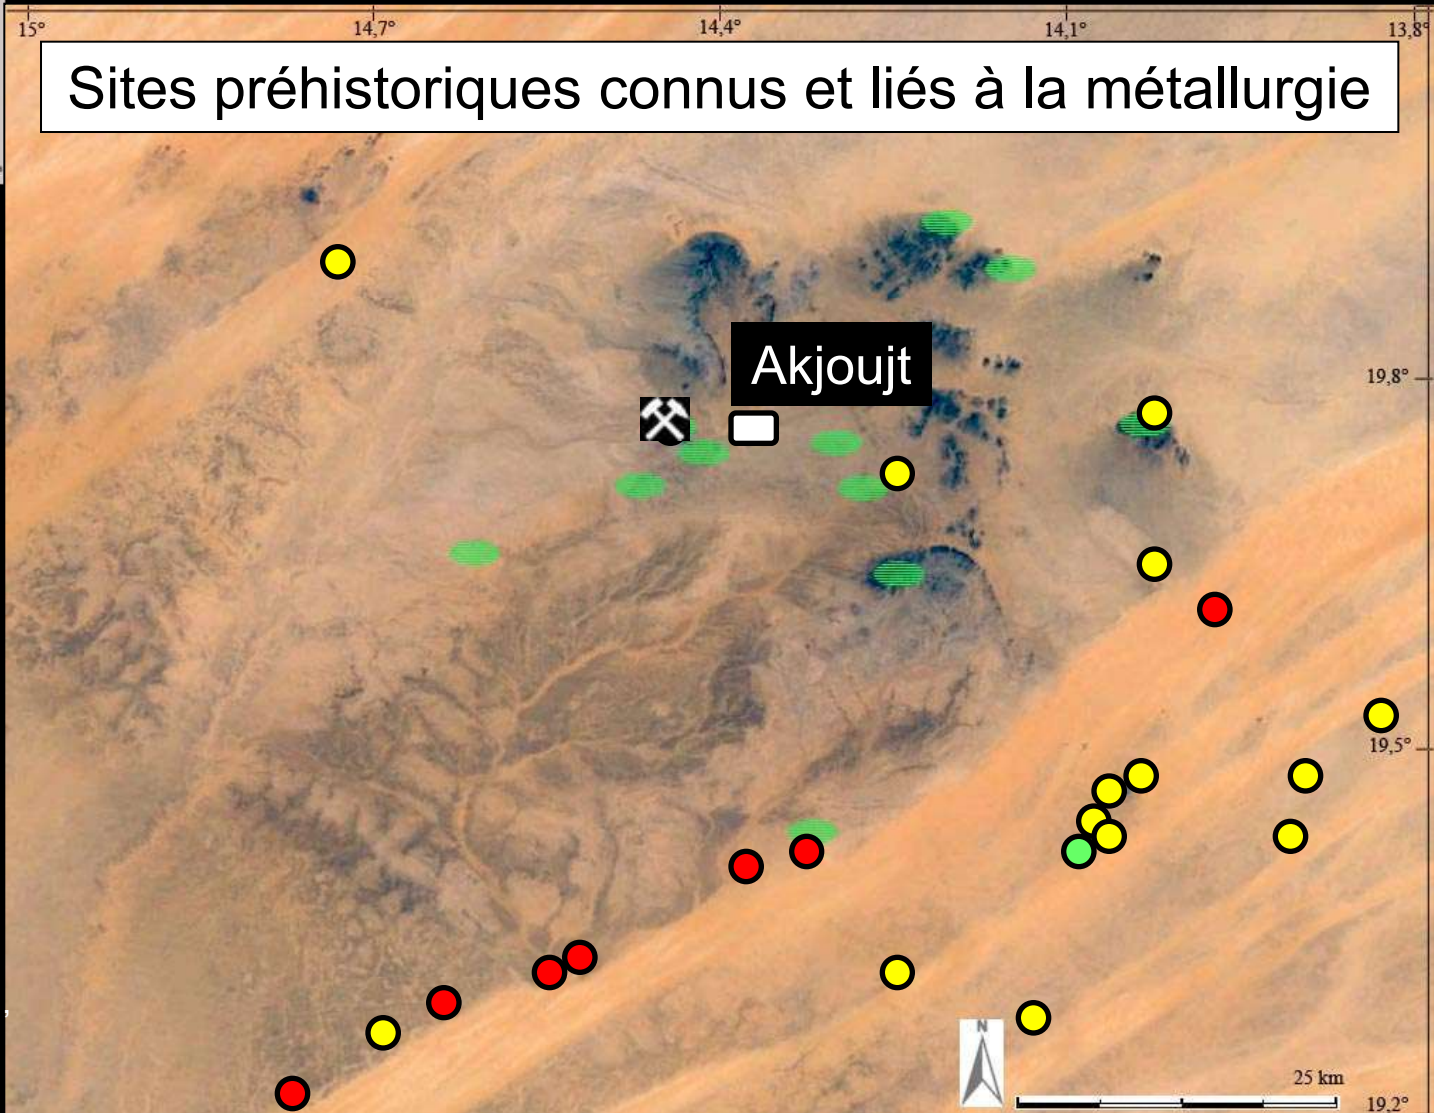 15° 14,7° 14,4° 14,1° 13,8°
Sites préhistoriques connus et liés à la métallurgie
Akjoujt
19,8°
19,5°
N
25 km
19,2°